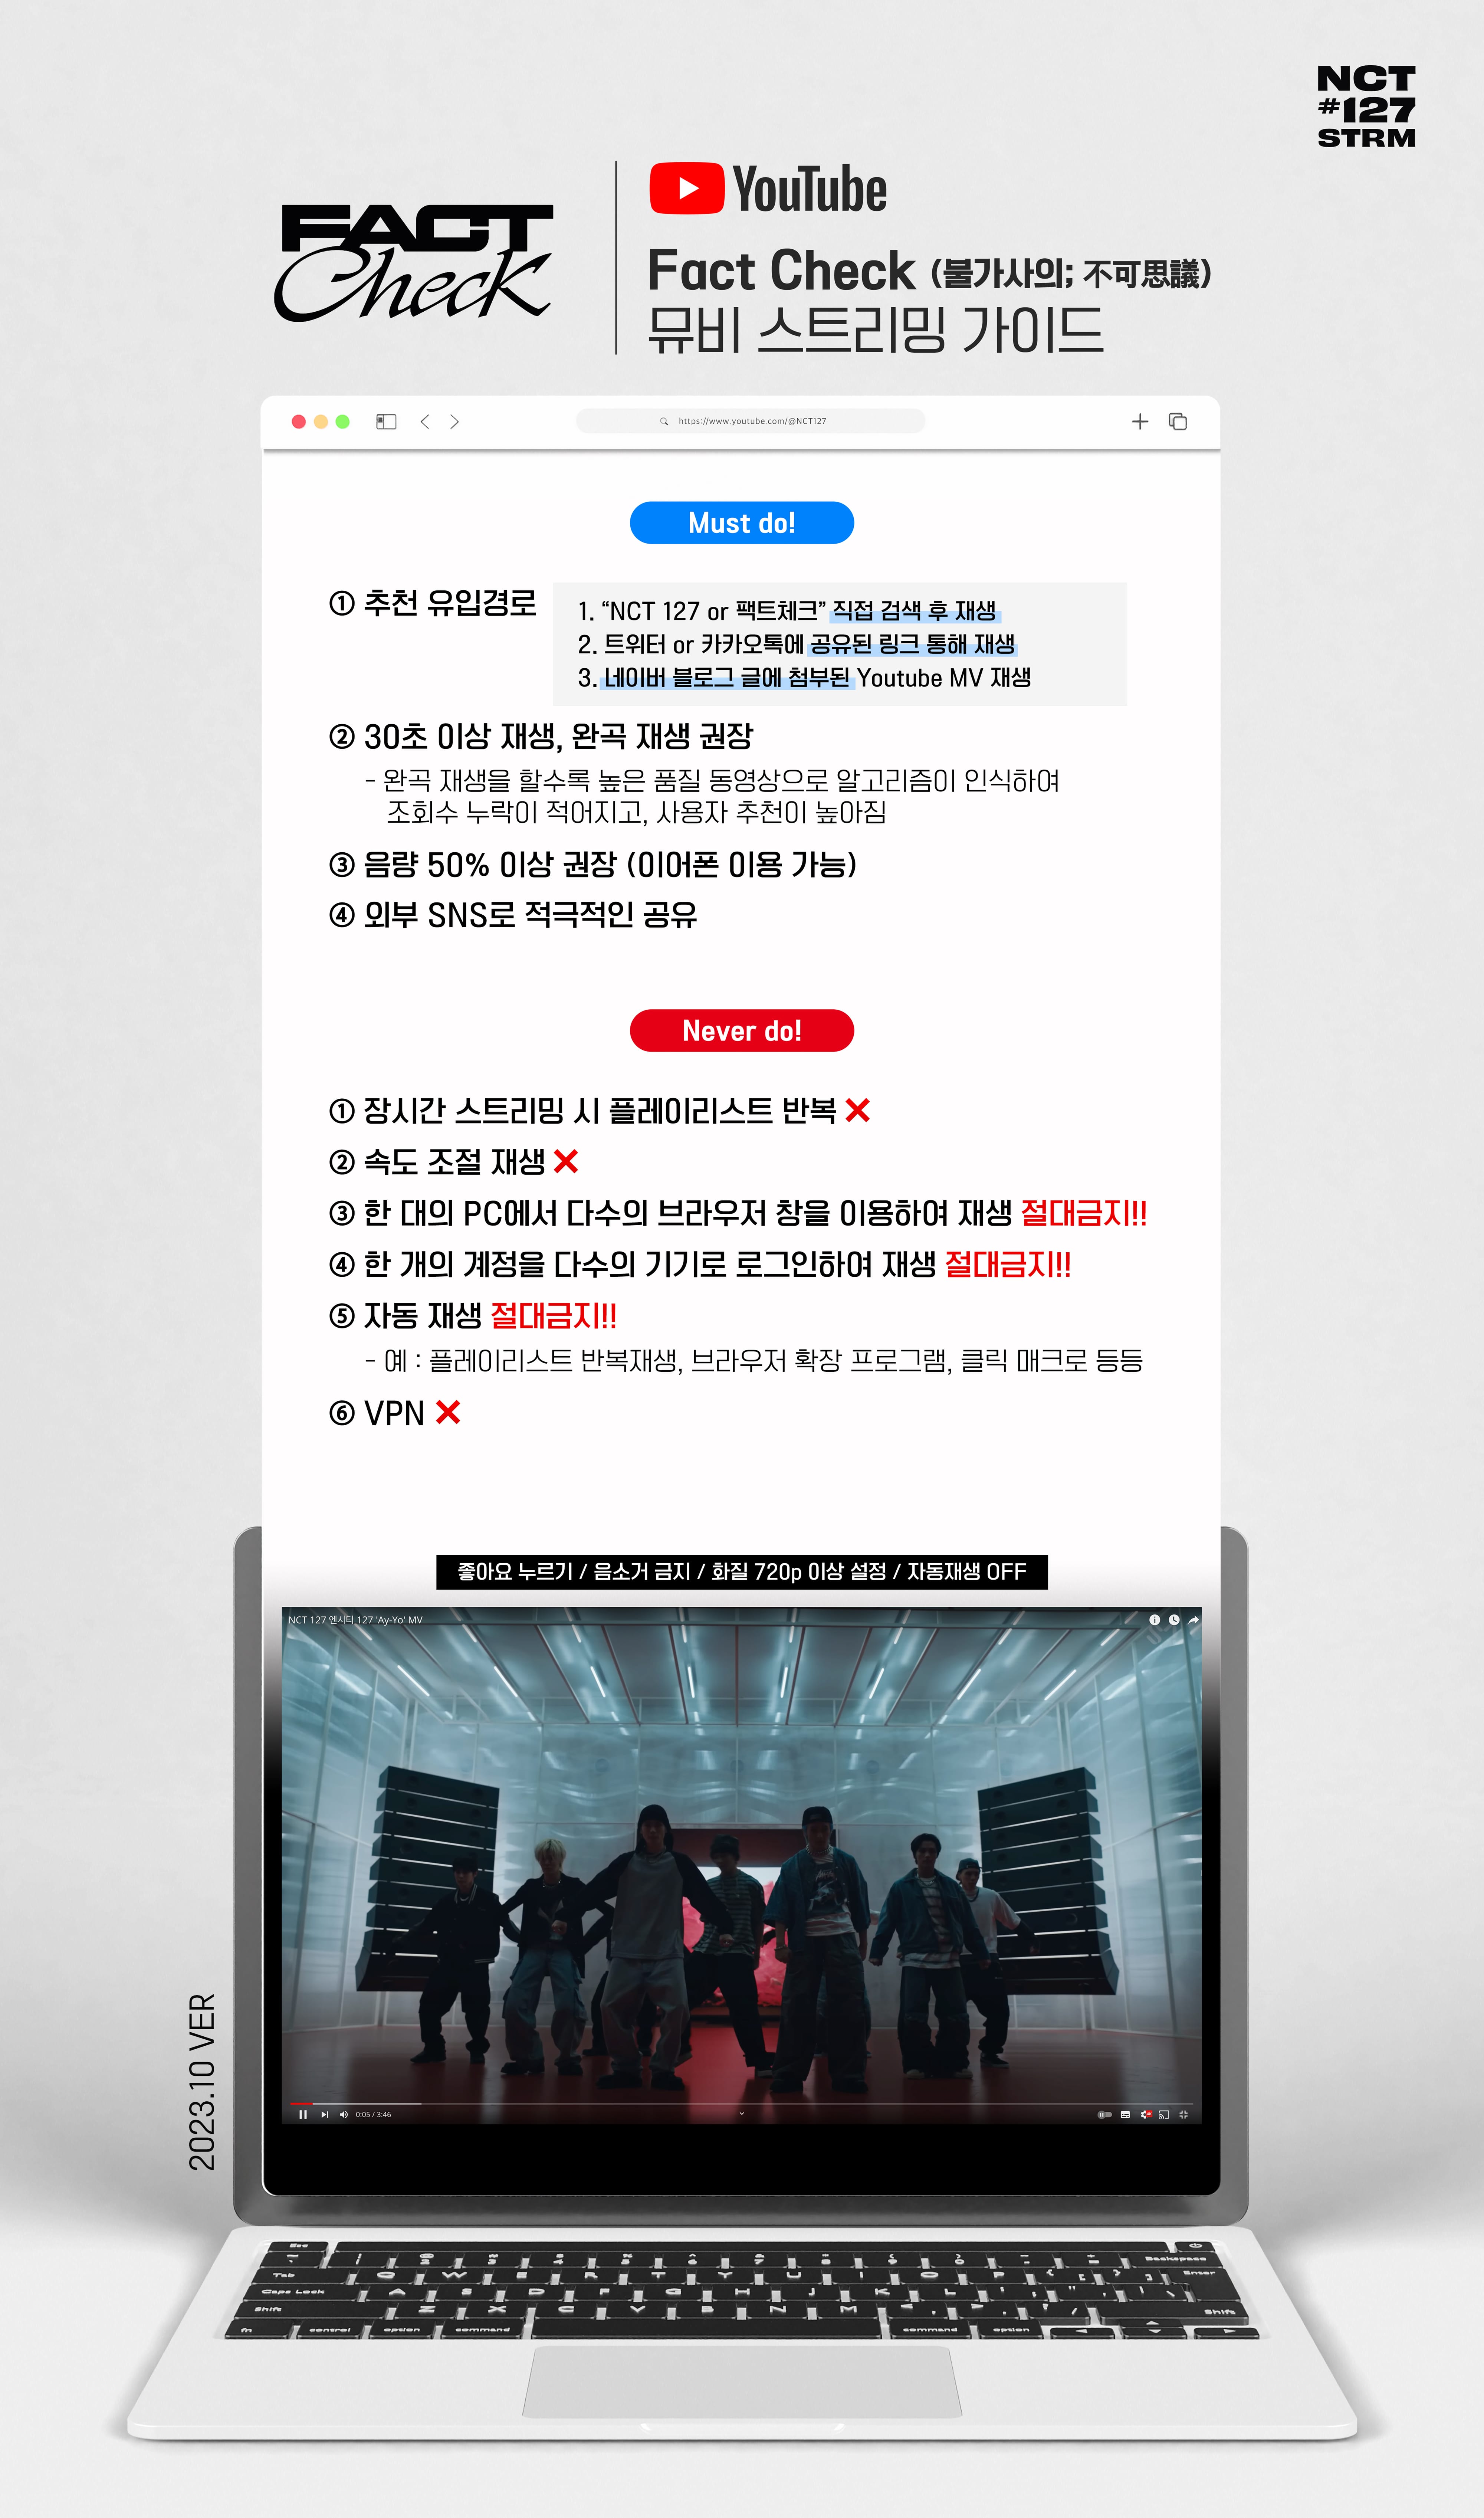 NCT
#127
STRM
FACT
Check
YouTube
Fact Check (불가사의; 不可思議)
뮤비 스트리밍 가이드
https://www.youtube.com/@NCT127
Must do!
① 추천 유입경로
1. “NCT 127 or 팩트체크” 직접 검색 후 재생
2. 트위터 or 카카오톡에 공유된 링크 통해 재생
3. 네이버 블로그 글에 첨부된 Youtube MV 재생
② 30초 이상 재생, 완곡 재생 권장
- 완곡 재생을 할수록 높은 품질 동영상으로 알고리즘이 인식하여
조회수 누락이 적어지고, 사용자 추천이 높아짐
③ 음량 50% 이상 권장 (이어폰 이용 가능)
④ 외부 SNS로 적극적인 공유
Never do!
① 장시간 스트리밍 시 플레이리스트 반복 ❌
② 속도 조절 재생 ❌
③ 한 대의 PC에서 다수의 브라우저 창을 이용하여 재생 절대금지!!
④ 한 개의 계정을 다수의 기기로 로그인하여 재생 절대금지!!
⑤ 자동 재생 절대금지!!
- 예 : 플레이리스트 반복재생, 브라우저 확장 프로그램, 클릭 매크로 등등
⑥ VPN ❌
좋아요 누르기 / 음소거 금지 / 화질 720p 이상 설정 / 자동재생 OFF
NCT 127 엔시티 127 'Ay-Yo' MV
0:05 / 3:46
2023.10 VER
Esc
Backspace
Tab Q W E R T Y U I O P Enter
Caps Lock A S D F G H J K L
Shift Z X C V B N M Shift
fn control option command command option